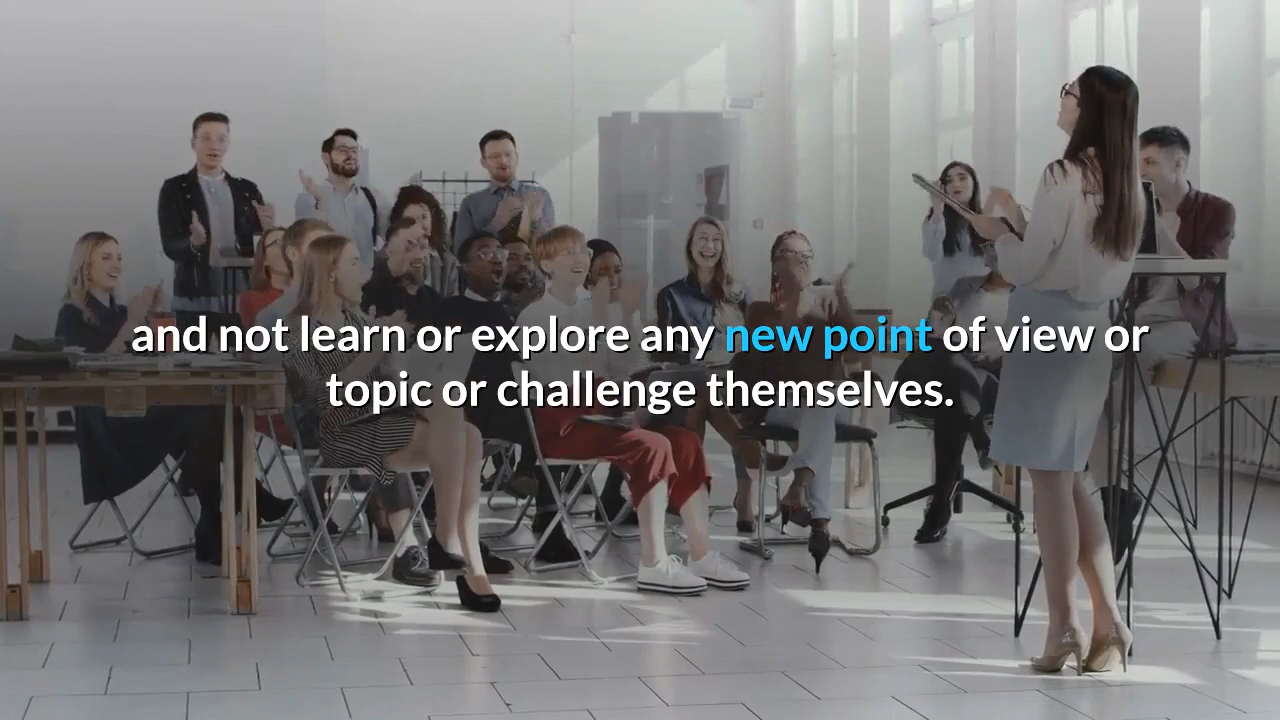 and not learn or explore any new point of view or
topic or challenge themselves.